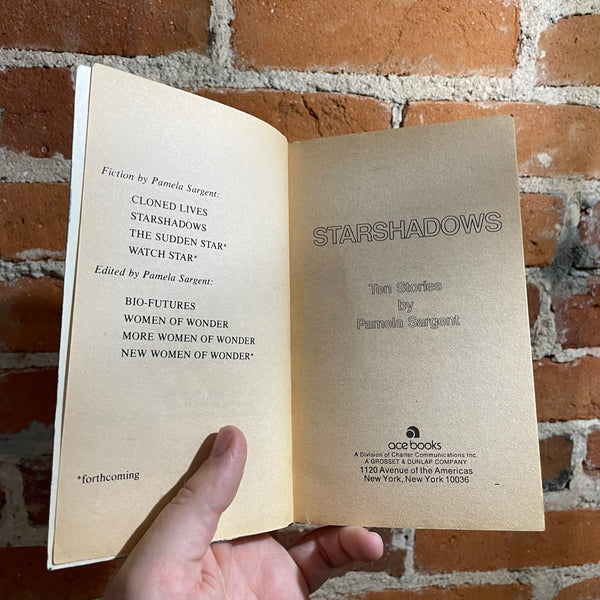 Fiction by Pamela Sargent:
CLONED LIVES
STARSHADOWS
THE SUDDEN STAR*
WATCH STAR*
Edited by Pamela Sargent:
BIO-FUTURES
WOMEN OF WONDER
MORE WOMEN OF WONDER
NEW WOMEN OF WONDER*
*forthcoming
STARSHADOWS
Ten Stories
by
Pamela Sargent
ace books
A Division of Charter Communications Inc.
A GROSSET & DUNLAP COMPANY
1120 Avenue of the Americas
New York, New York 10036